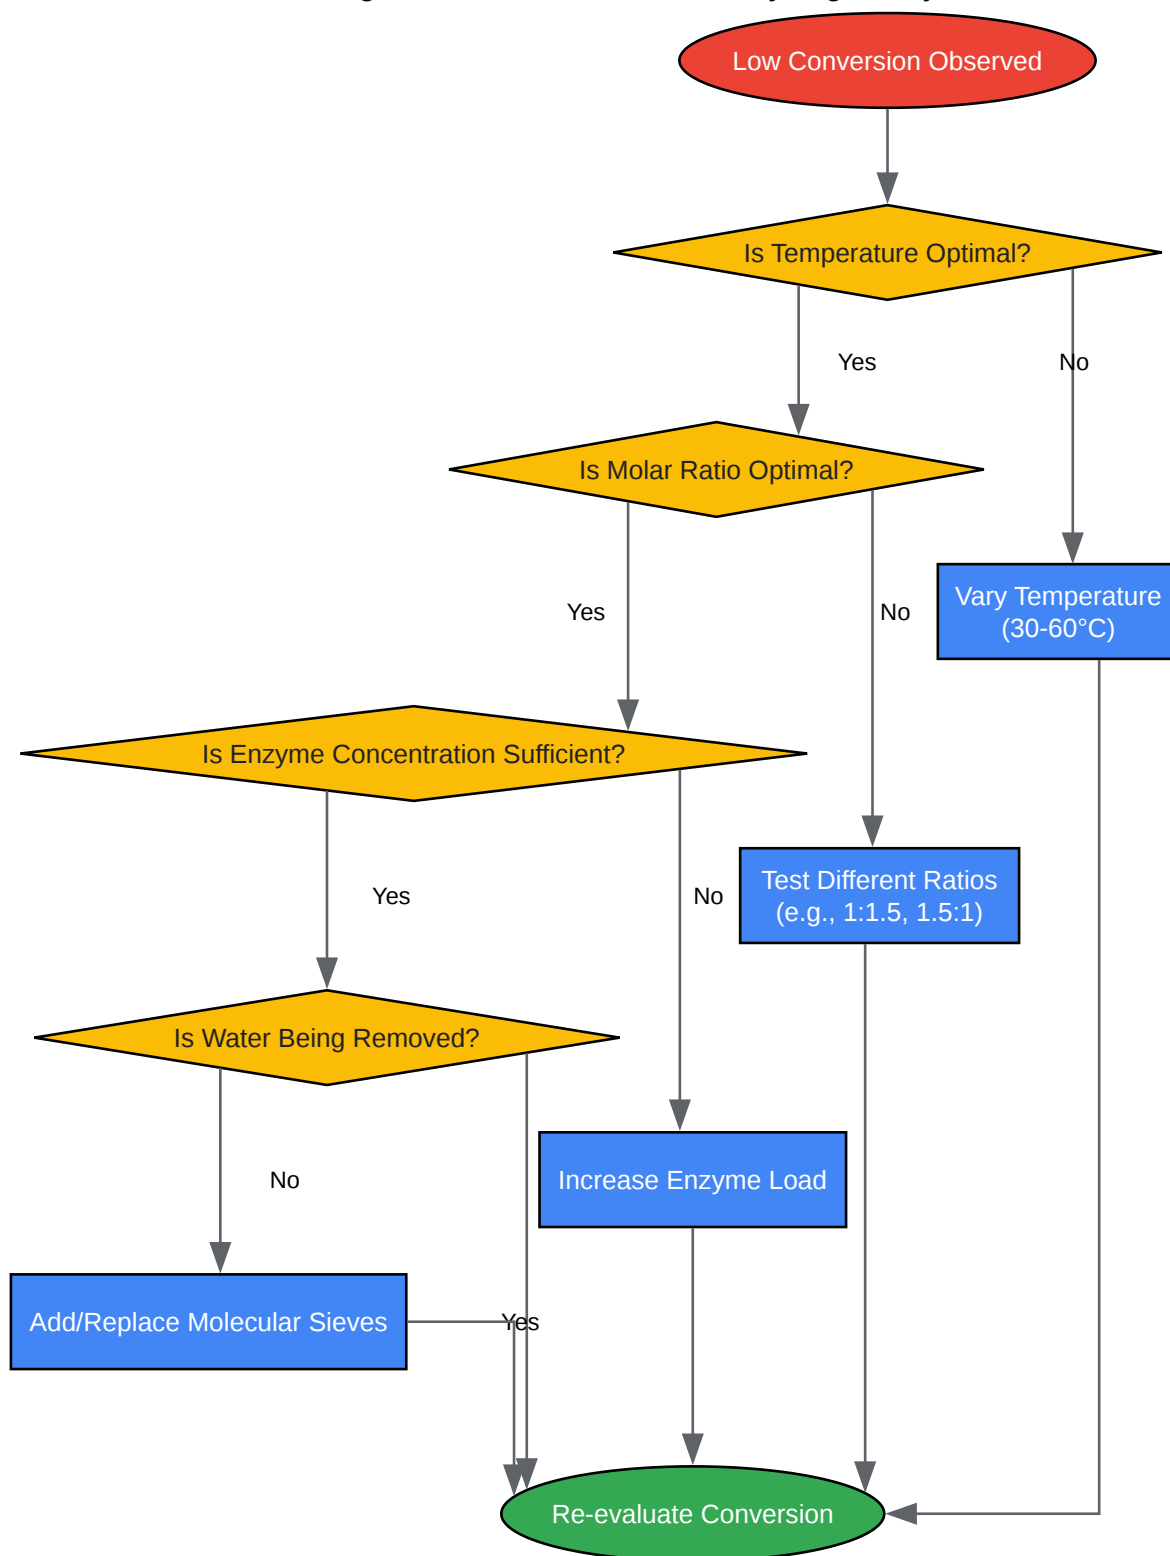 Low Conversion Observed
Is Temperature Optimal?
Yes
No
Is Molar Ratio Optimal?
Vary Temperature
(30-60°C)
Yes
No
Is Enzyme Concentration Sufficient?
Test Different Ratios
(e.g., 1:1.5, 1.5:1)
Yes
No
Is Water Being Removed?
Increase Enzyme Load
No
Add/Replace Molecular Sieves
Yes
Re-evaluate Conversion